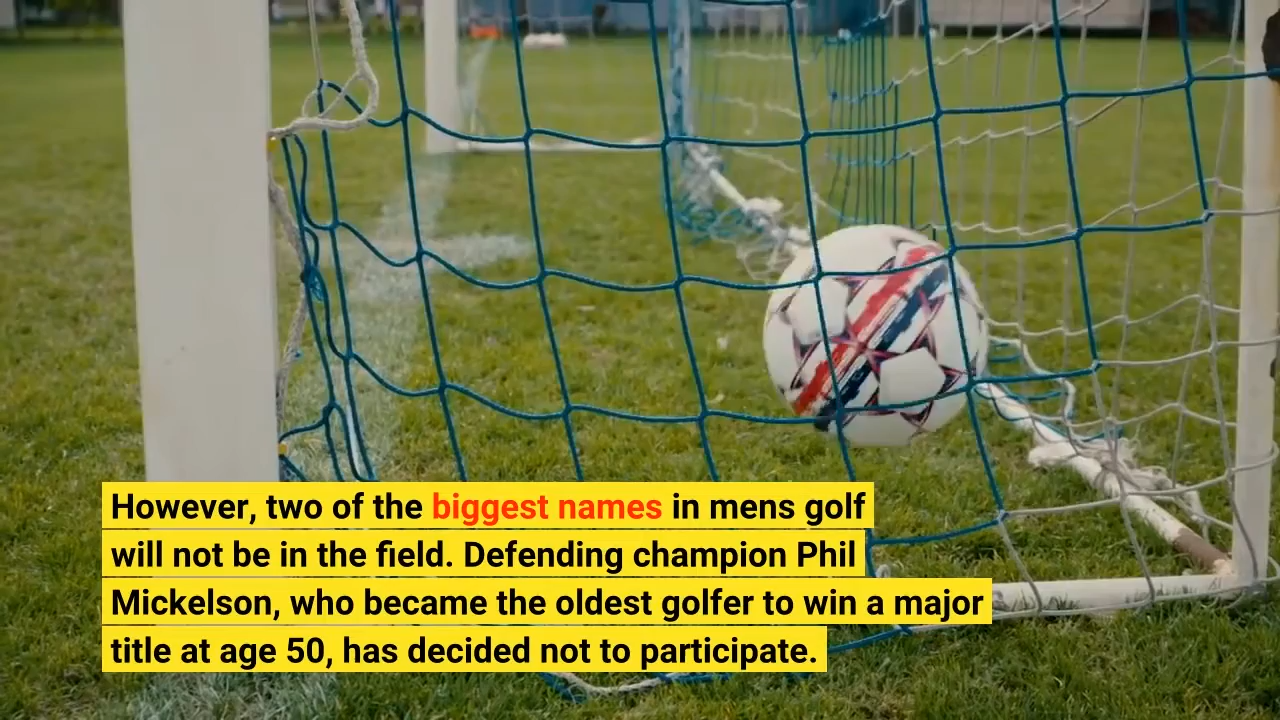 However, two of the biggest names in mens golf
will not be in the field. Defending champion Phil
Mickelson, who became the oldest golfer to win a major
title at age 50, has decided not to participate.